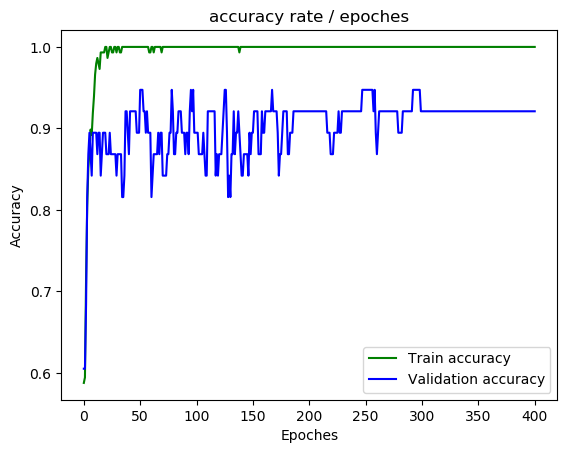 accuracy rate / epoches
1.0
0.9
0.8
0.7
0.6
Accuracy
0 50 100 150 200 250 300 350 400
Epoches
Train accuracy
Validation accuracy